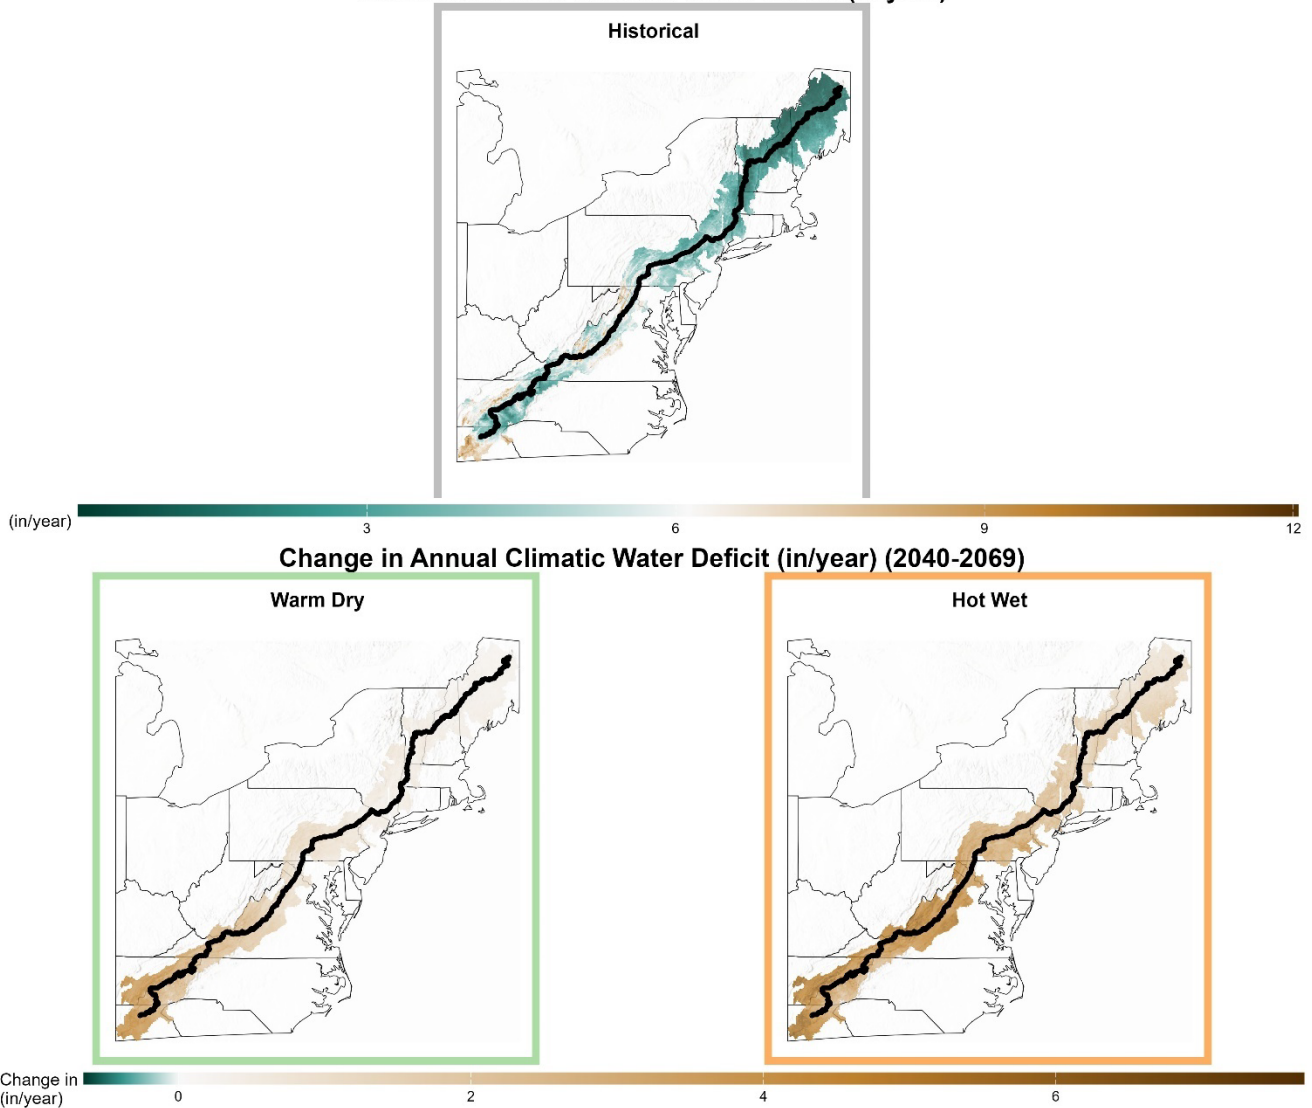 Historical
(in/year)
3
6
9
12
Change in Annual Climatic Water Deficit (in/year) (2040-2069)
Warm Dry
Hot Wet
Change in
(in/year)
0
2
4
6